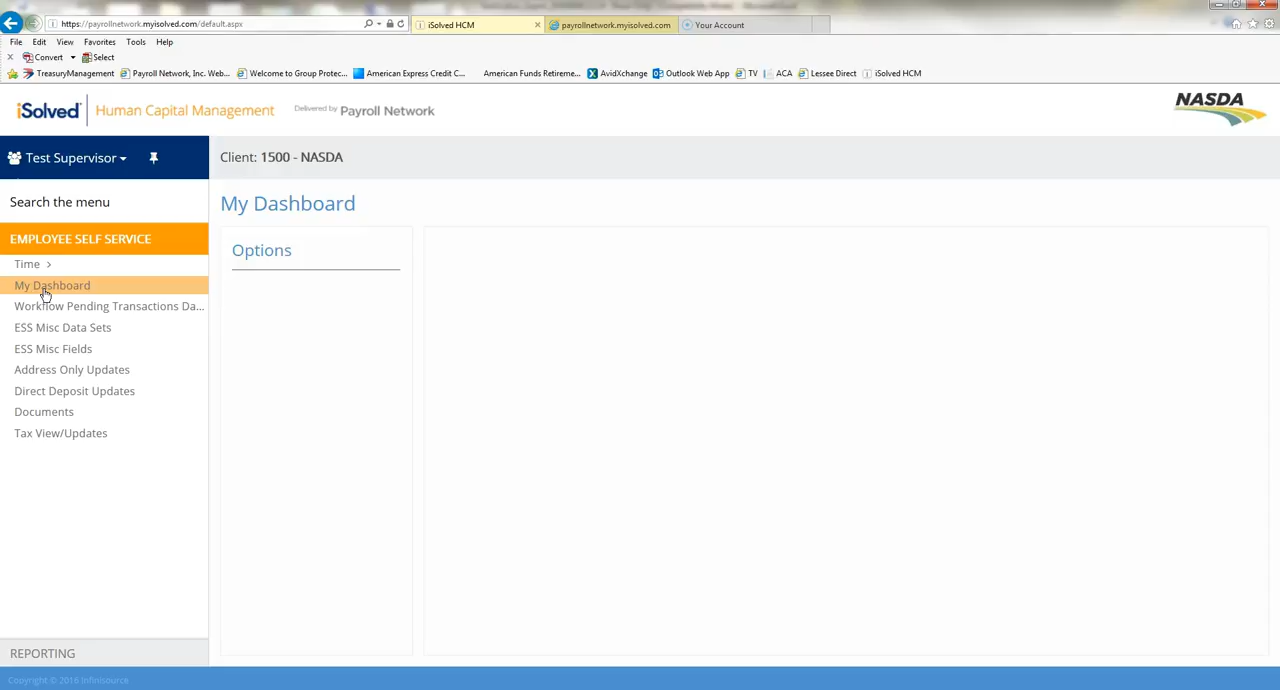 https://payrollnetwork.myisolved.com/default.aspx
iSolved HCM
payrollnetwork.myisolved.com
Your Account
File Edit View Favorites Tools Help
Convert Select
TreasuryManagement Payroll Network, Inc. Web... Welcome to Group Protec... American Express Credit C... American Funds Retireme... AvidXchange Outlook Web App TV ACA Lessee Direct iSolved HCM
iSolved Human Capital Management Delivered by Payroll Network
NASDA
Test Supervisor
Client: 1500 - NASDA
Search the menu
My Dashboard
EMPLOYEE SELF SERVICE
Options
Time >
My Dashboard
Workflow Pending Transactions Da...
ESS Misc Data Sets
ESS Misc Fields
Address Only Updates
Direct Deposit Updates
Documents
Tax View/Updates
REPORTING
Copyright © 2016 Infinisource